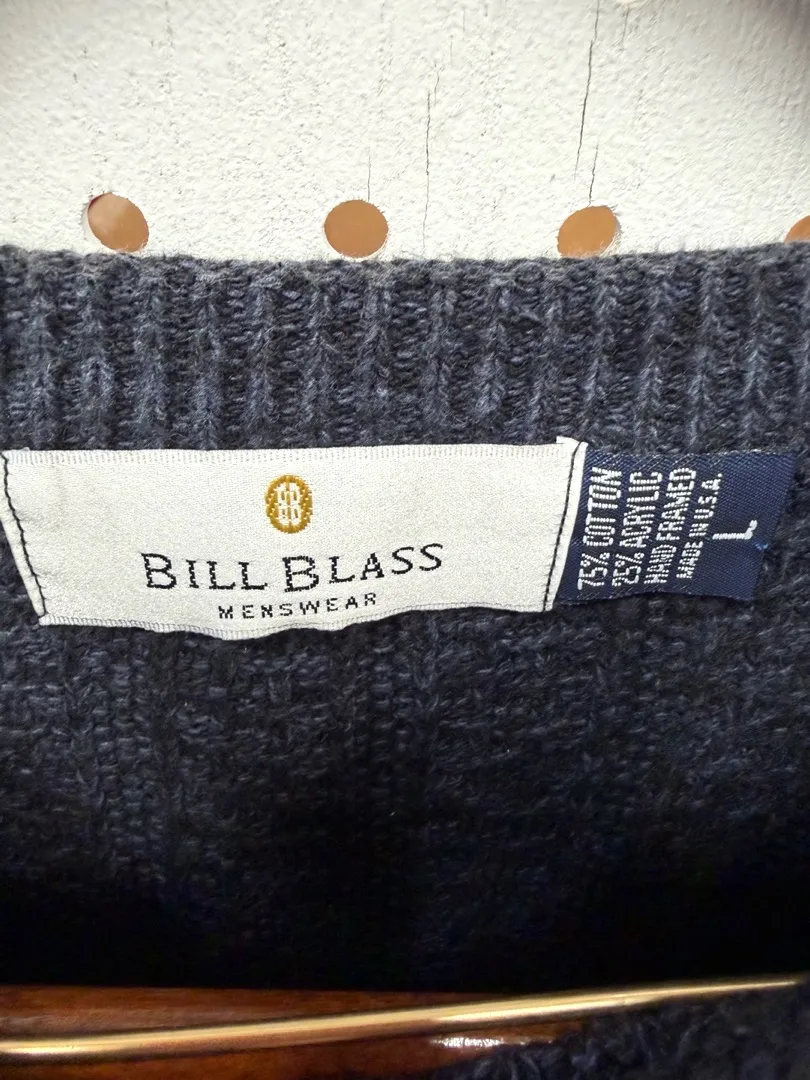 BILL BLASS
MENSWEAR
75% COTTON
25% ACRYLIC
HAND FRAMED
MADE IN U.S.A.
L